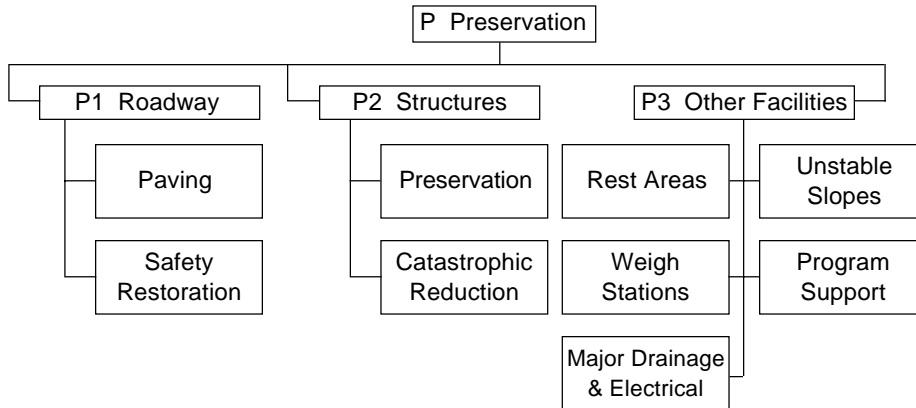 P Preservation
P1 Roadway
P2 Structures
P3 Other Facilities
Paving
Preservation
Rest Areas
Unstable
Slopes
Safety
Restoration
Catastrophic
Reduction
Weigh
Stations
Program
Support
Major Drainage
& Electrical